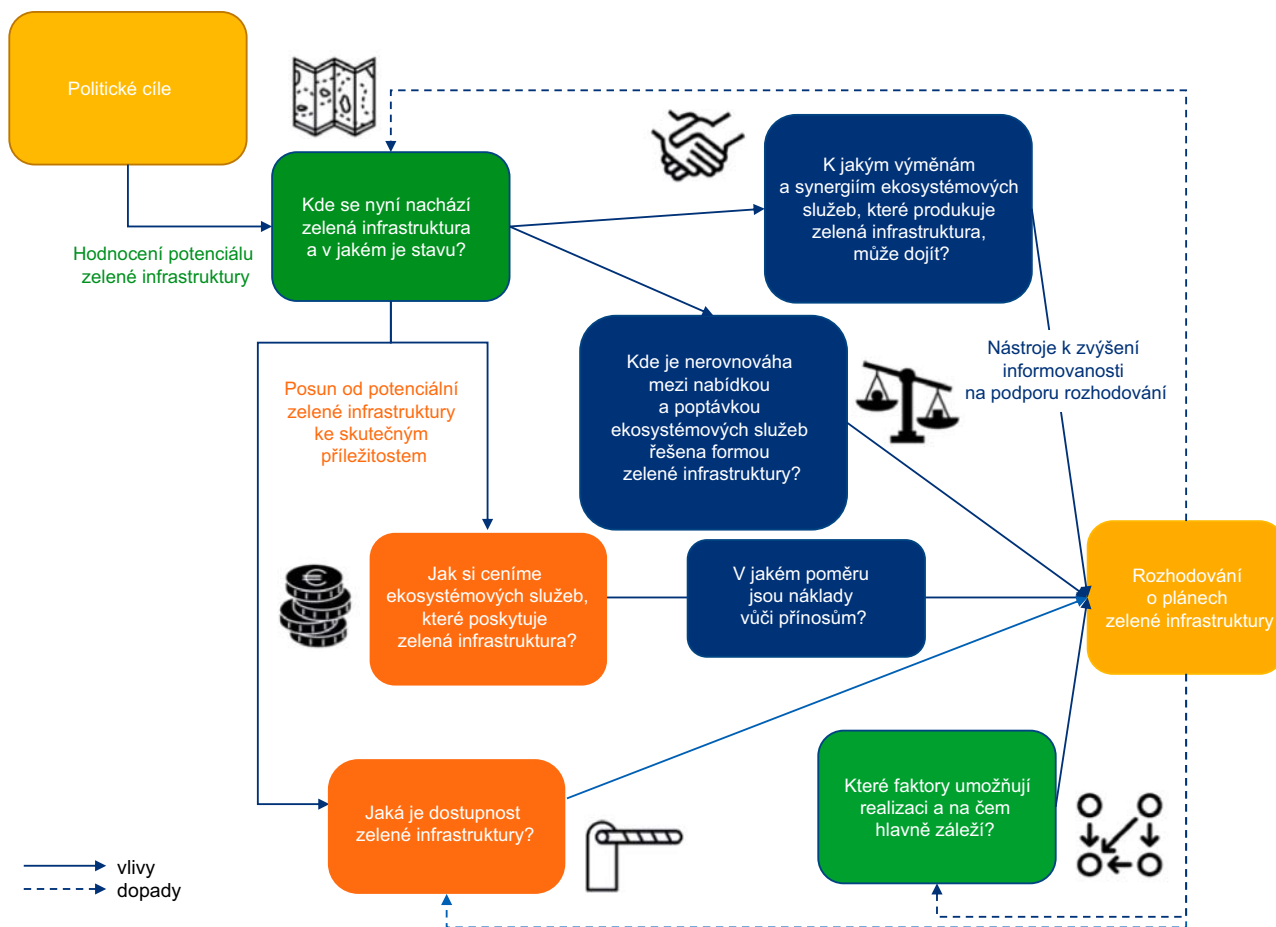 Politické cíle
Kde se nyní nachází
zelená infrastruktura
a v jakém je stavu?
Hodnocení potenciálu
zelené infrastruktury
K jakým výměnám
a synergiím ekosystémových
služeb, které produkuje
zelená infrastruktura,
může dojít?
Kde je nerovnováha
mezi nabídkou
a poptávkou
ekosystémových služeb
řešena formou
zelené infrastruktury?
Nástroje k zvýšení
informovanosti
na podporu rozhodování
Posun od potenciální
zelené infrastruktury
ke skutečným
příležitostem
Jak si ceníme
ekosystémových služeb,
které poskytuje
zelená infrastruktura?
V jakém poměru
jsou náklady
vůči přínosům?
Rozhodování
o plánech
zelené infrastruktury
Jaká je dostupnost
zelené infrastruktury?
Které faktory umožňují
realizaci a na čem
hlavně záleží?
vlivy
dopady